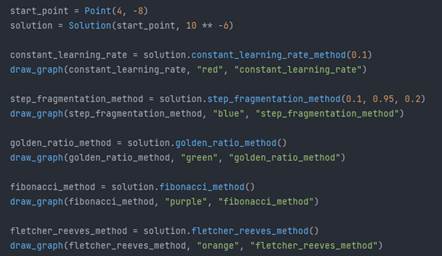 start_point = Point(4, -8)
solution = Solution(start_point, 10 ** -6)
constant_learning_rate = solution.constant_learning_rate_method(0.1)
draw_graph(constant_learning_rate, "red", "constant_learning_rate")
step_fragmentation_method = solution.step_fragmentation_method(0.1, 0.95, 0.2)
draw_graph(step_fragmentation_method, "blue", "step_fragmentation_method")
golden_ratio_method = solution.golden_ratio_method()
draw_graph(golden_ratio_method, "green", "golden_ratio_method")
fibonacci_method = solution.fibonacci_method()
draw_graph(fibonacci_method, "purple", "fibonacci_method")
fletcher_reeves_method = solution.fletcher_reeves_method()
draw_graph(fletcher_reeves_method, "orange", "fletcher_reeves_method")